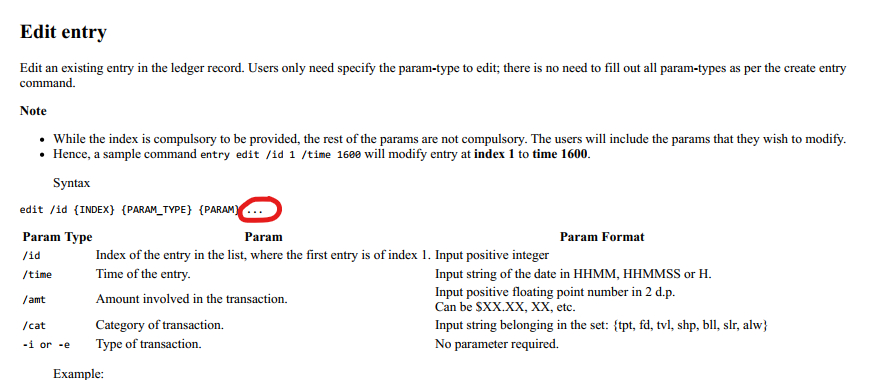 Edit entry
Edit an existing entry in the ledger record. Users only need specify the param-type to edit; there is no need to fill out all param-types as per the create entry
command.
Note
• While the index is compulsory to be provided, the rest of the params are not compulsory. The users will include the params that they wish to modify.
• Hence, a sample command entry edit /id 1 /time 1600 will modify entry at index 1 to time 1600.
Syntax
edit /id {INDEX} {PARAM_TYPE} {PARAM} ...
Param Type Param Param Format
/id Index of the entry in the list, where the first entry is of index 1. Input positive integer
/time Time of the entry. Input string of the date in HHMM, HHMMSS or H.
/amt Amount involved in the transaction. Input positive floating point number in 2 d.p.
Can be $XX.XX, XX, etc.
/cat Category of transaction. Input string belonging in the set: {tpt, fd, tvl, shp, bll, slr, alw}
-i or -e Type of transaction. No parameter required.
Example: